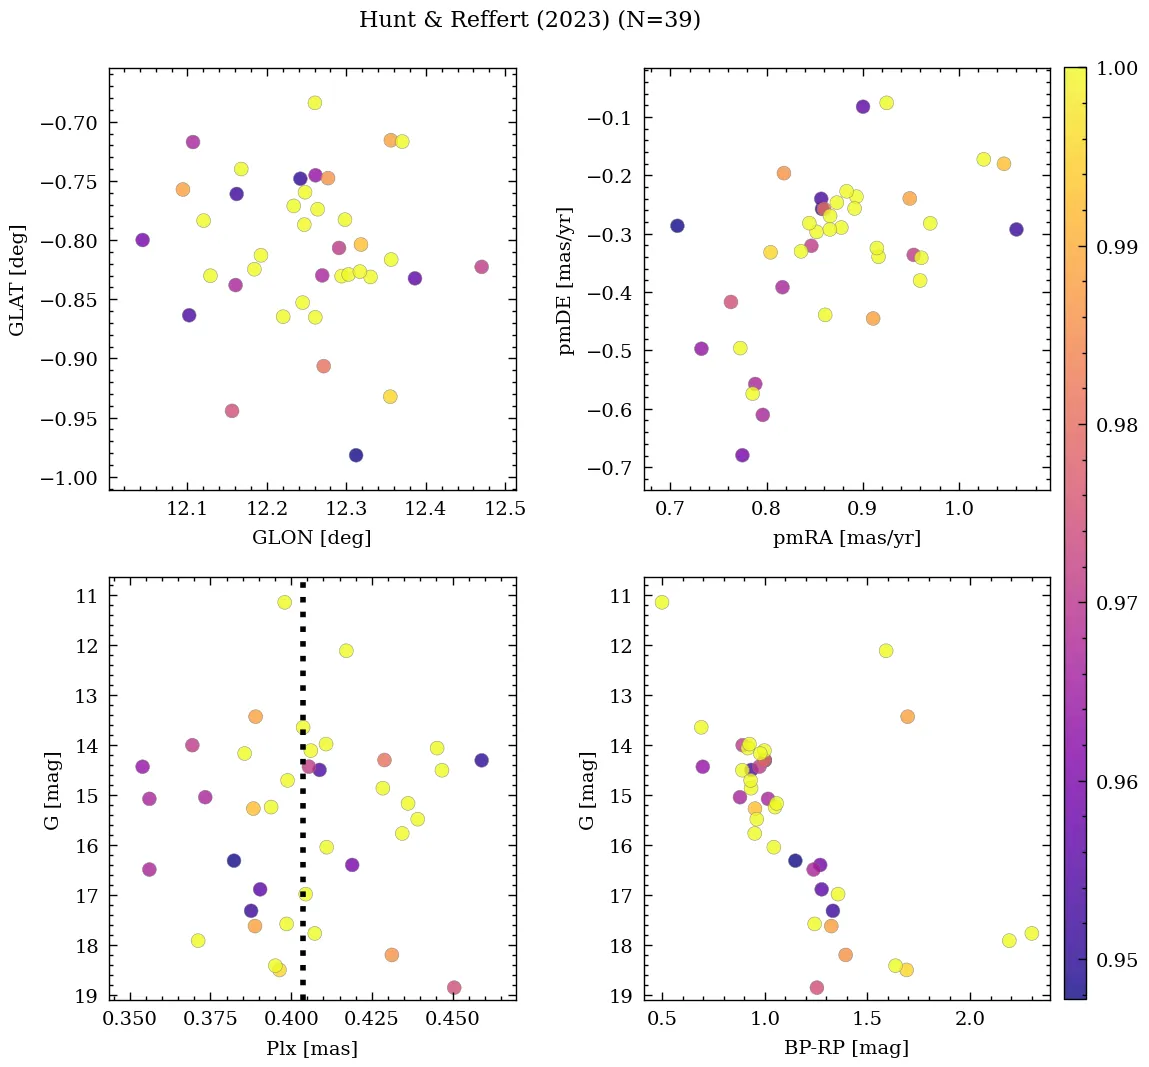 Hunt & Reffert (2023) (N=39)
−0.70
−0.75
−0.80
−0.85
−0.90
−0.95
−1.00
GLAT [deg]
12.1 12.2 12.3 12.4 12.5
GLON [deg]
−0.1
−0.2
−0.3
−0.4
−0.5
−0.6
−0.7
pmDE [mas/yr]
0.7 0.8 0.9 1.0
pmRA [mas/yr]
11
12
13
14
15
16
17
18
19
G [mag]
0.350 0.375 0.400 0.425 0.450
Plx [mas]
11
12
13
14
15
16
17
18
19
G [mag]
0.5 1.0 1.5 2.0
BP-RP [mag]
1.00
0.99
0.98
0.97
0.96
0.95